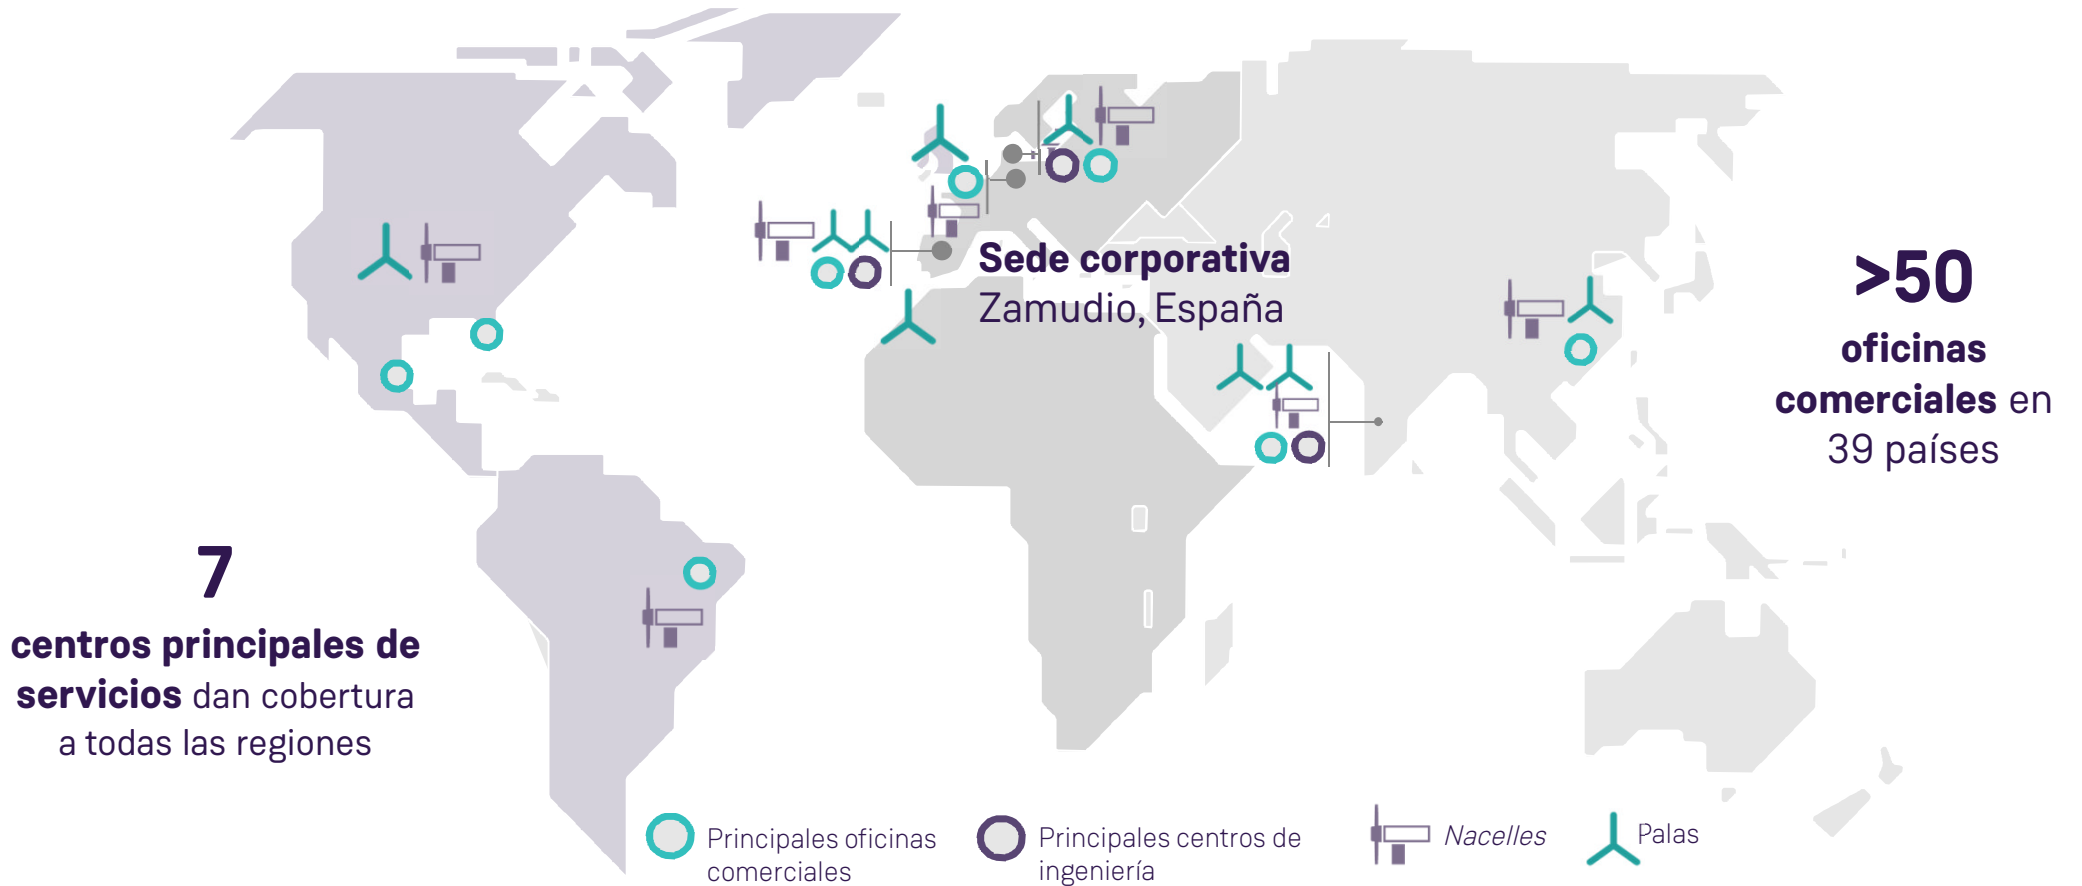 Sede corporativa
Zamudio, España
>50
oficinas
comerciales en
39 países
7
centros principales de
servicios dan cobertura
a todas las regiones
Principales oficinas
comerciales
Principales centros de
ingeniería
Nacelles
Palas